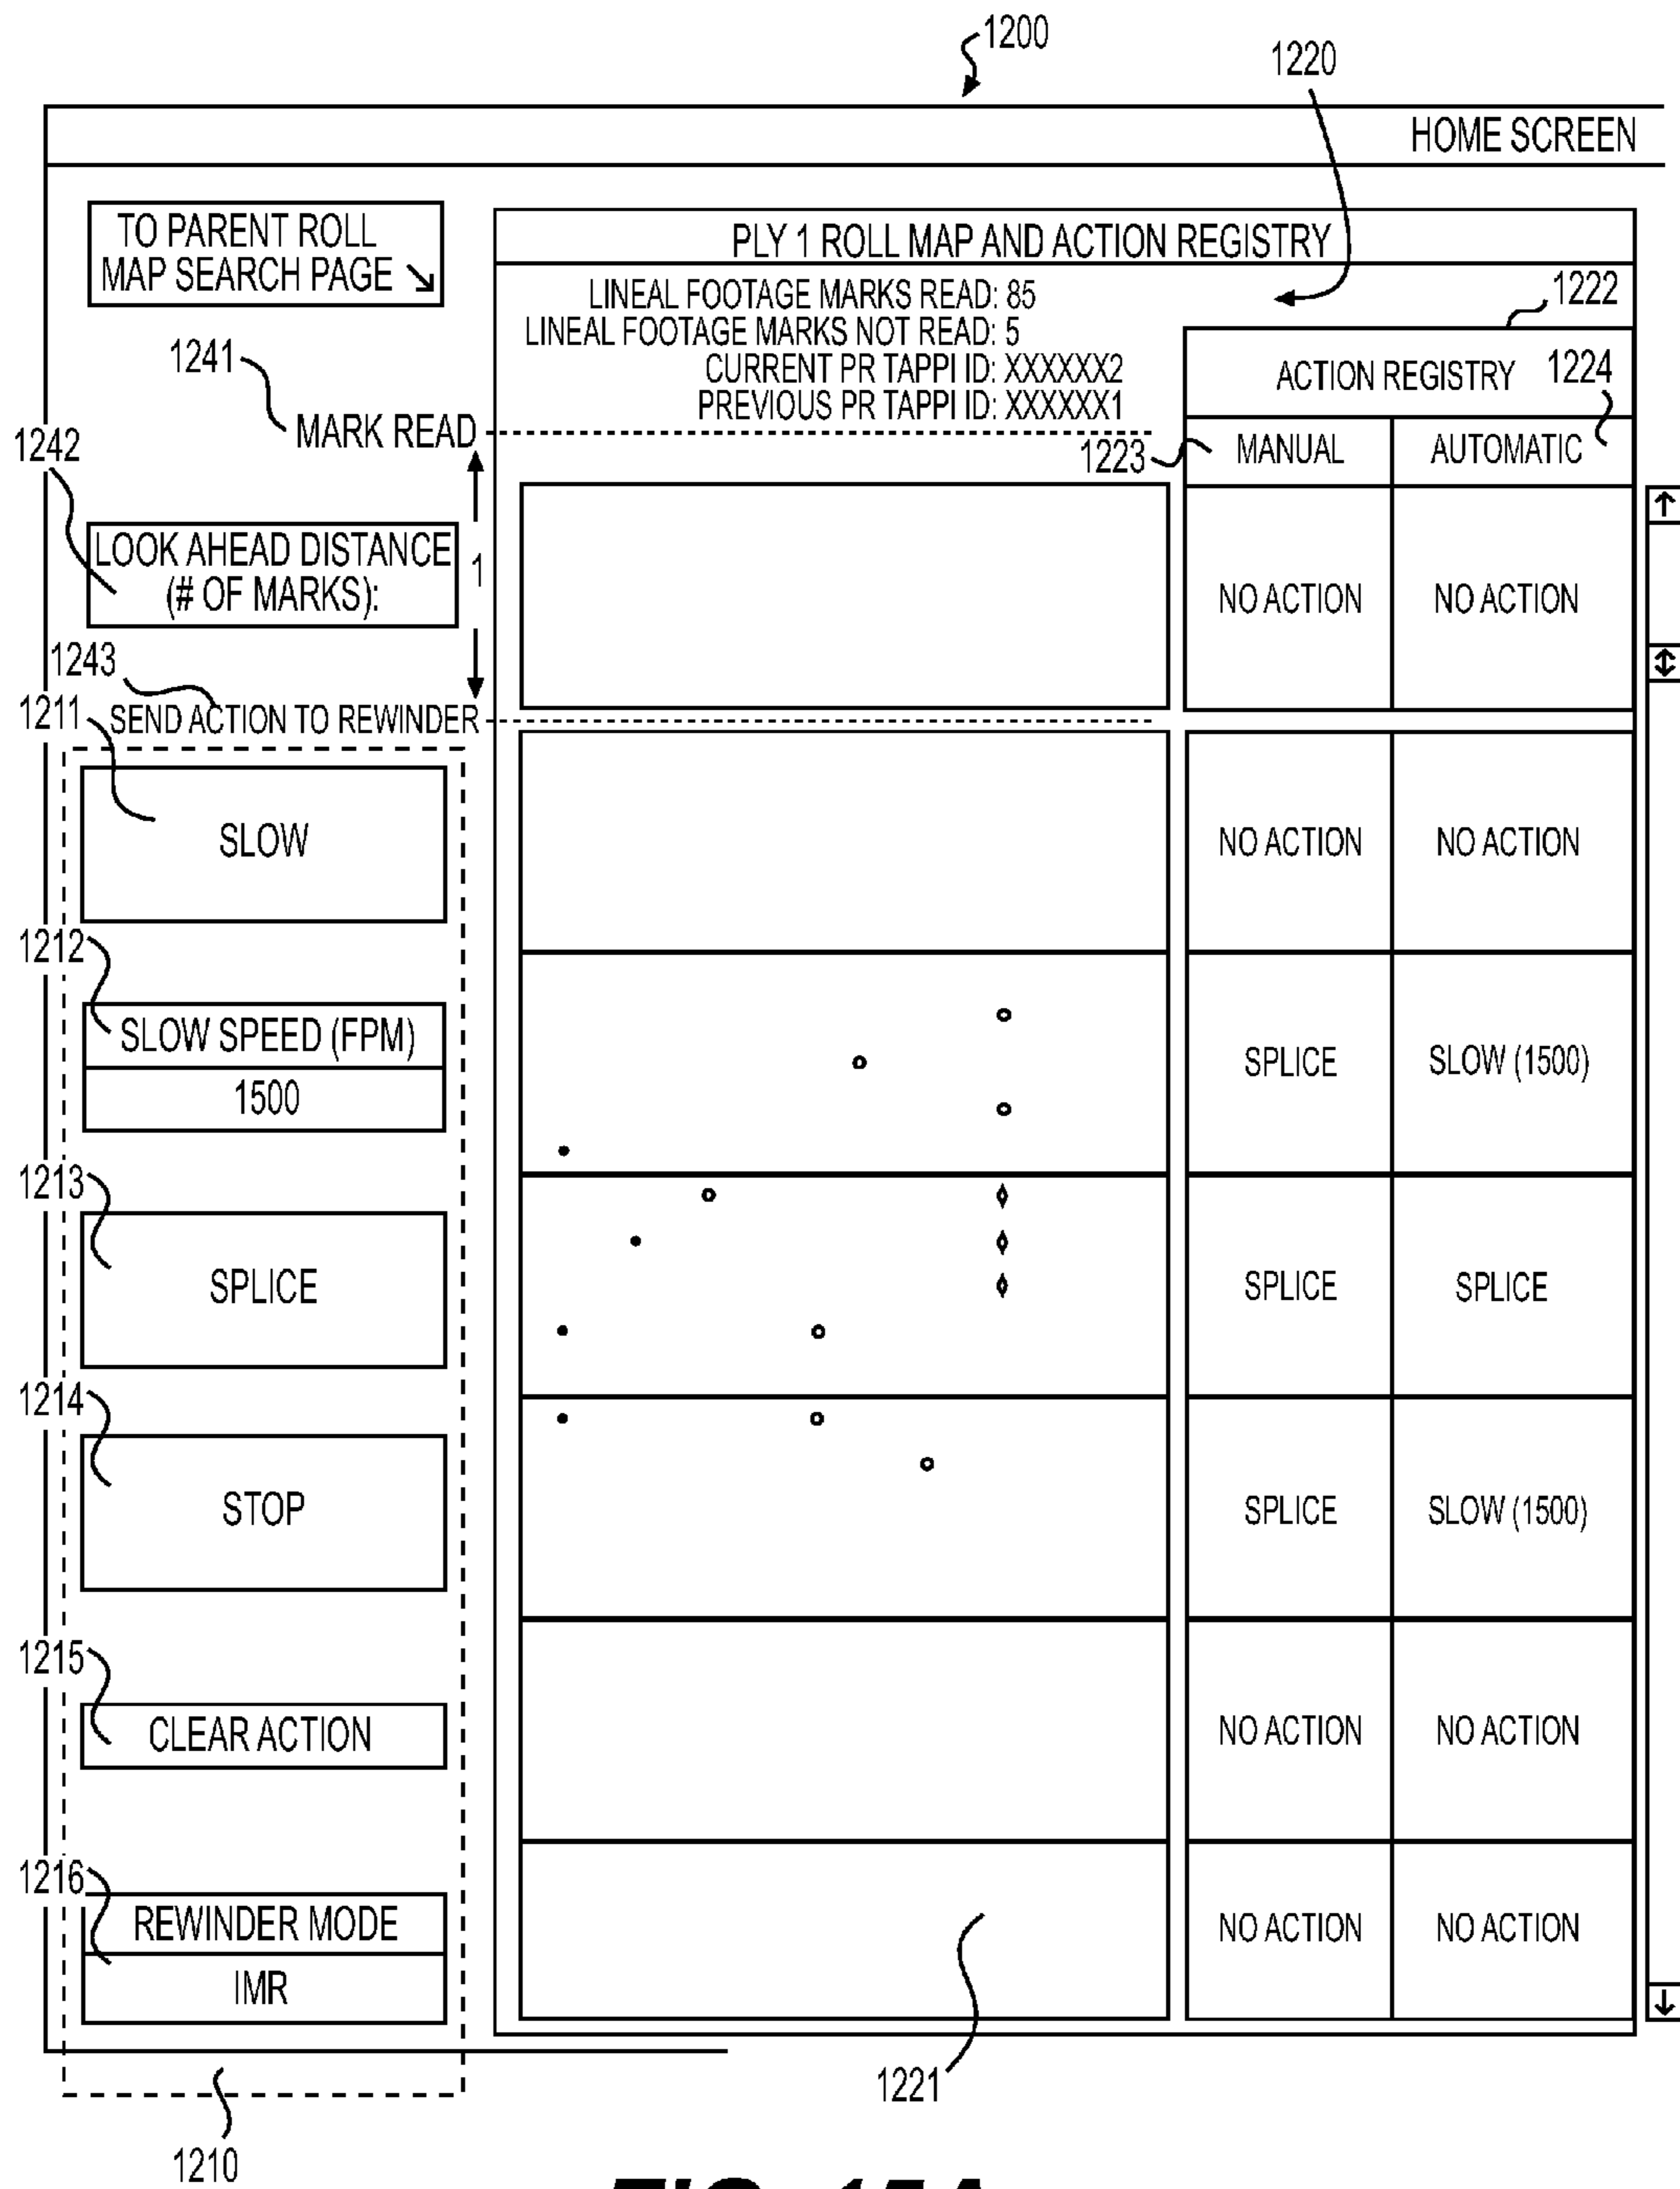 1200
1220
HOME SCREEN
TO PARENT ROLL
MAP SEARCH PAGE
PLY 1 ROLL MAP AND ACTION REGISTRY
LINEAL FOOTAGE MARKS READ: 85
LINEAL FOOTAGE MARKS NOT READ: 5
CURRENT PR TAPPI ID: XXXXXX2
PREVIOUS PR TAPPI ID: XXXXXX1
1222
ACTION REGISTRY
1224
1241
MARK READ
1223
MANUAL
AUTOMATIC
1242
LOOK AHEAD DISTANCE
(# OF MARKS):
1
NO ACTION
NO ACTION
1243
SEND ACTION TO REWINDER
1211
SLOW
NO ACTION
NO ACTION
1212
SLOW SPEED (FPM)
1500
SPLICE
SLOW (1500)
1213
SPLICE
SPLICE
SPLICE
1214
STOP
SPLICE
SLOW (1500)
1215
CLEAR ACTION
NO ACTION
NO ACTION
1216
REWINDER MODE
IMR
NO ACTION
NO ACTION
1221
1210